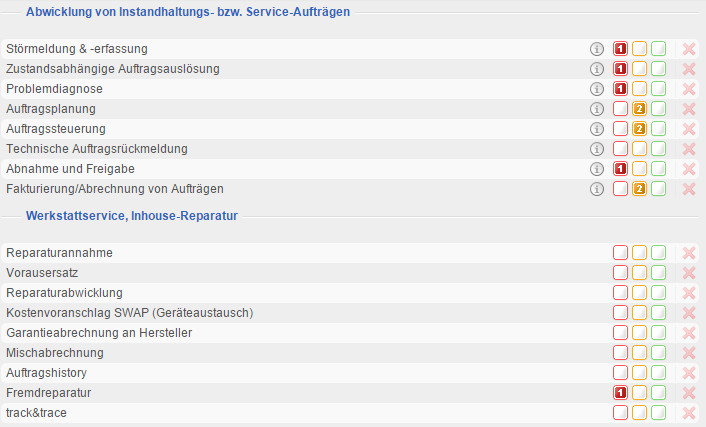 Abwicklung von Instandhaltungs- bzw. Service-Aufträgen
Störmeldung & -erfassung i 1
Zustandsabhängige Auftragsauslösung i 1
Problemdiagnose i 1
Auftragsplanung i 2
Auftragssteuerung i 2
Technische Auftragsrückmeldung i
Abnahme und Freigabe i 1
Fakturierung/Abrechnung von Aufträgen i 2
Werkstattservice, Inhouse-Reparatur
Reparaturannahme
Vorausersatz
Reparaturabwicklung
Kostenvoranschlag SWAP (Geräteaustausch)
Garantieabrechnung an Hersteller
Mischabrechnung
Auftragshistory
Fremdreparatur 1
track&trace